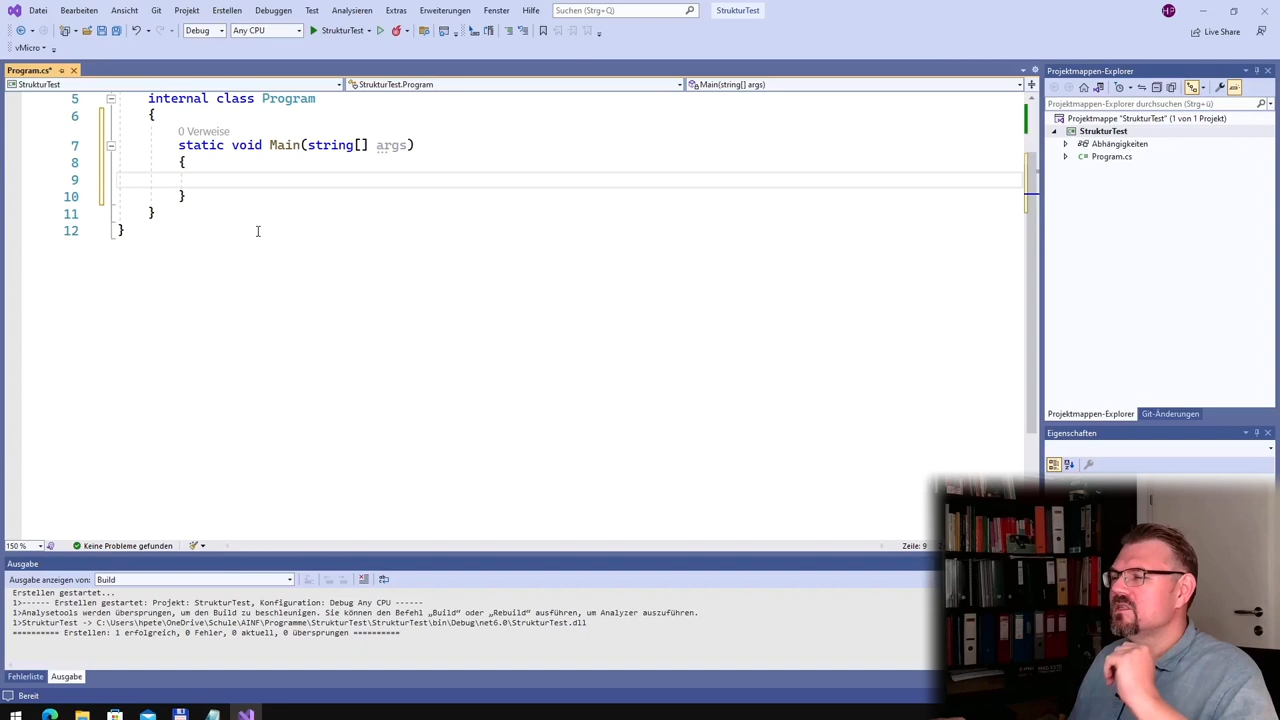 Datei Bearbeiten Ansicht Git Projekt Erstellen Debuggen Test Analysieren Extras Erweiterungen Fenster Hilfe Suchen (Strg+Q) StrukturTest HP
Debug Any CPU StrukturTest Live Share
vMicro
Program.cs*
StrukturTest StrukturTest.Program Main(string[] args)
5 internal class Program
6 {
0 Verweise
7 static void Main(string[] args)
8 {
9
10 }
11 }
12 }
Projektmappen-Explorer
Projektmappen-Explorer durchsuchen (Strg+ü)
Projektmappe "StrukturTest" (1 von 1 Projekt)
StrukturTest
Abhängigkeiten
Program.cs
Projektmappen-Explorer Git-Änderungen
Eigenschaften
150 % Keine Probleme gefunden Zeile: 9
Ausgabe
Ausgabe anzeigen von: Build
Erstellen gestartet...
1>------ Erstellen gestartet: Projekt: StrukturTest, Konfiguration: Debug Any CPU ------
1>Analysetools werden übersprungen, um den Build zu beschleunigen. Sie können den Befehl „Build" oder „Rebuild" ausführen, um Analyzer auszuführen.
1>StrukturTest -> C:\Users\hpete\OneDrive\Schule\AINF\Programme\StrukturTest\StrukturTest\bin\Debug\net6.0\StrukturTest.dll
========== Erstellen: 1 erfolgreich, 0 Fehler, 0 aktuell, 0 übersprungen ==========
Fehlerliste Ausgabe
Bereit